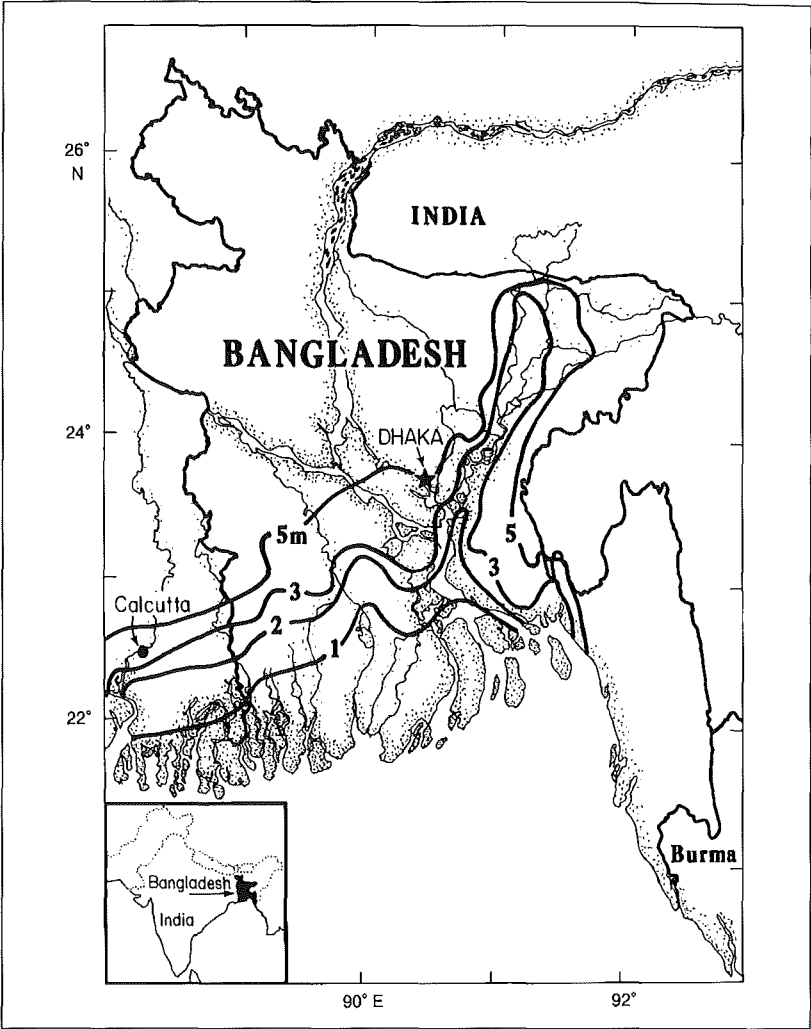 26°
N
INDIA
BANGLADESH
24°
DHAKA
5m
5
3
3
Calcutta
2
1
22°
Burma
Bangladesh
India
90° E
92°